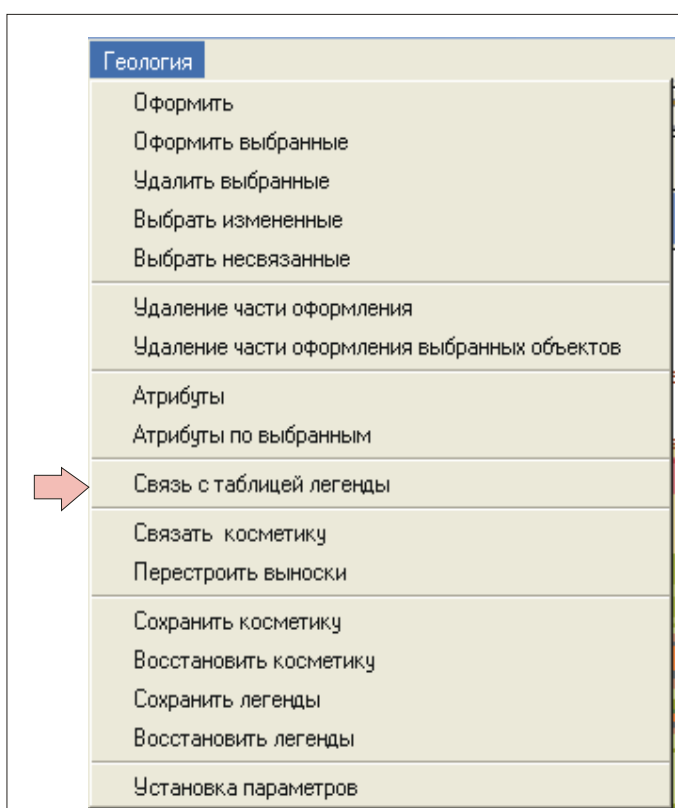 Геология
Оформить
Оформить выбранные
Удалить выбранные
Выбрать измененные
Выбрать несвязанные
Удаление части оформления
Удаление части оформления выбранных объектов
Атрибуты
Атрибуты по выбранным
Связь с таблицей легенды
Связать косметику
Перестроить выноски
Сохранить косметику
Восстановить косметику
Сохранить легенды
Восстановить легенды
Установка параметров